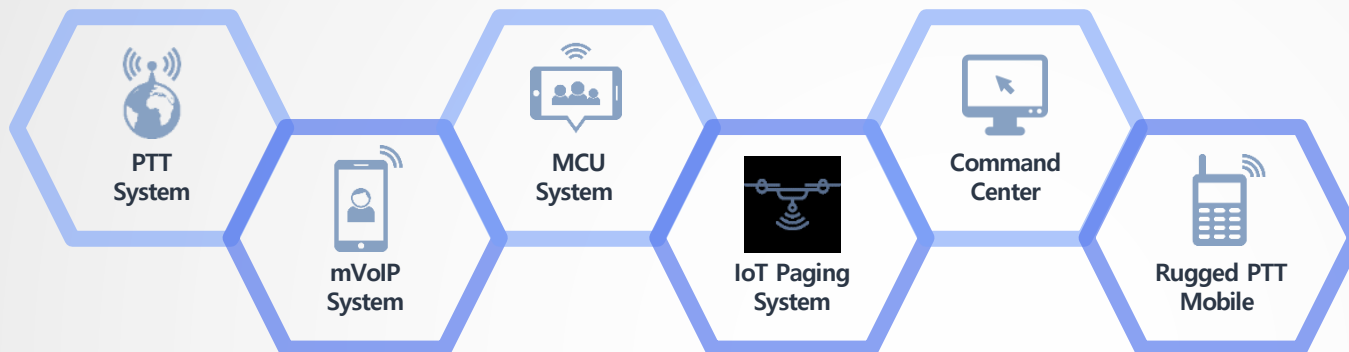 PTT
System
mVoIP
System
MCU
System
IoT Paging
System
Command
Center
Rugged PTT
Mobile